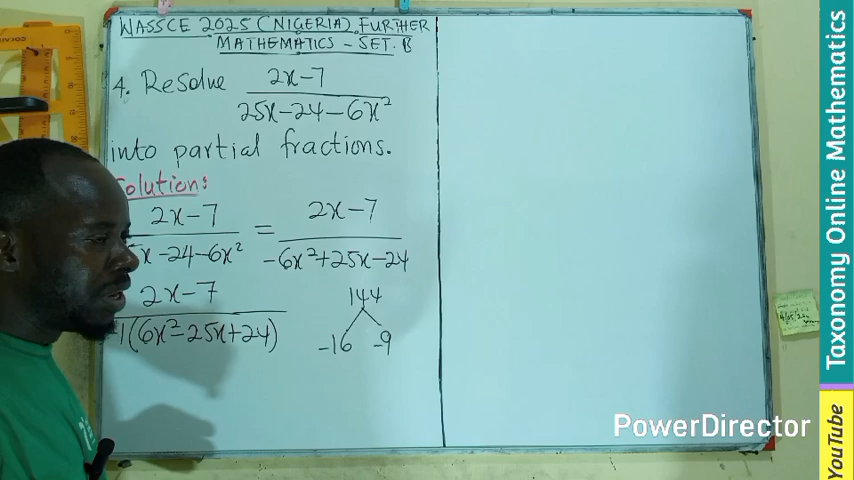 WASSCE 2025 (NIGERIA) FURTHER
MATHEMATICS - SET. B
4. Resolve 2x-7
25x-24-6x²
into partial fractions.
Solution:
2x-7 = 2x-7
x-24-6x² -6x²+25x-24
2x-7
-1(6x²-25x+24)
144
-16 -9
Taxonomy Online Mathematics
YouTube
PowerDirector